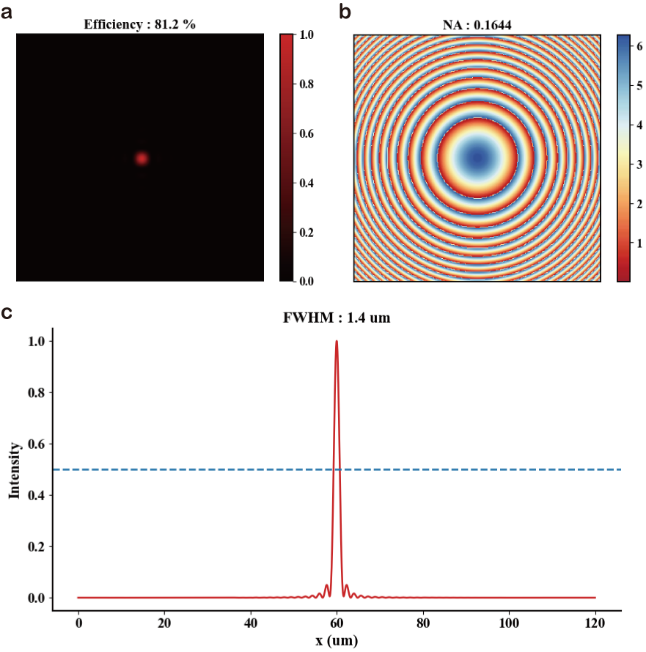 a
Efficiency : 81.2 %
1.0
0.8
0.6
0.4
0.2
0.0
b
NA : 0.1644
6
5
4
3
2
1
c
FWHM : 1.4 um
1.0
0.8
0.6
0.4
0.2
0.0
Intensity
0 20 40 60 80 100 120
x (um)